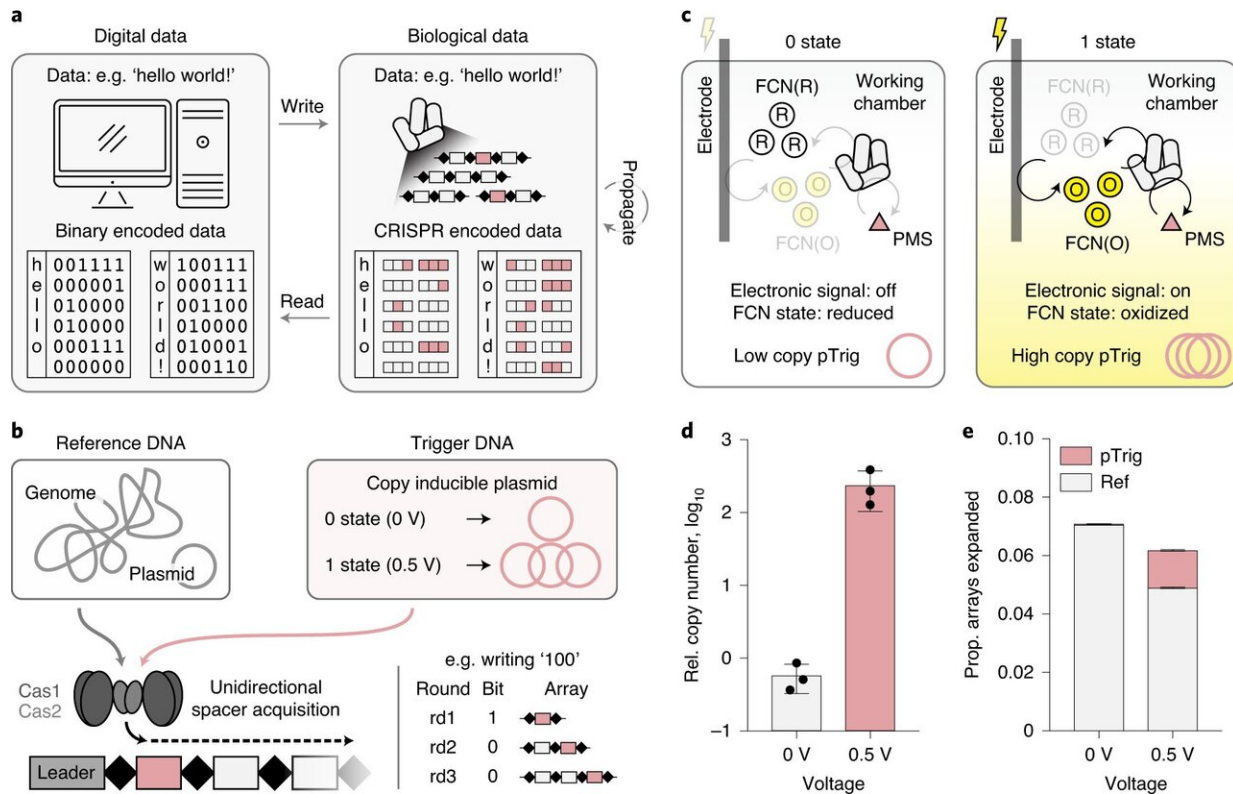 a
Digital data
Data: e.g. ‘hello world!’
Binary encoded data
h 001111
e 000001
l 010000
l 010000
o 000111
000000
w 100111
o 000111
r 001100
l 010000
d 010001
! 000110
Write
Read
Biological data
Data: e.g. ‘hello world!’
CRISPR encoded data
h
e
l
l
o
w
o
r
l
d
!
Propagate
b
Reference DNA
Genome
Plasmid
Trigger DNA
Copy inducible plasmid
0 state (0 V)
1 state (0.5 V)
Cas1
Cas2
Unidirectional
spacer acquisition
Leader
e.g. writing ‘100’
Round Bit Array
rd1 1
rd2 0
rd3 0
c
0 state
Electrode
FCN(R)
R
R
R
Working
chamber
O
O
O
FCN(O)
PMS
Electronic signal: off
FCN state: reduced
Low copy pTrig
1 state
Electrode
FCN(R)
R
R
R
Working
chamber
O
O
O
FCN(O)
PMS
Electronic signal: on
FCN state: oxidized
High copy pTrig
d
Rel. copy number, log10
3
2
1
0
–1
0 V 0.5 V
Voltage
e
Prop. arrays expanded
0.10
0.08
0.06
0.04
0.02
0
pTrig
Ref
0 V 0.5 V
Voltage